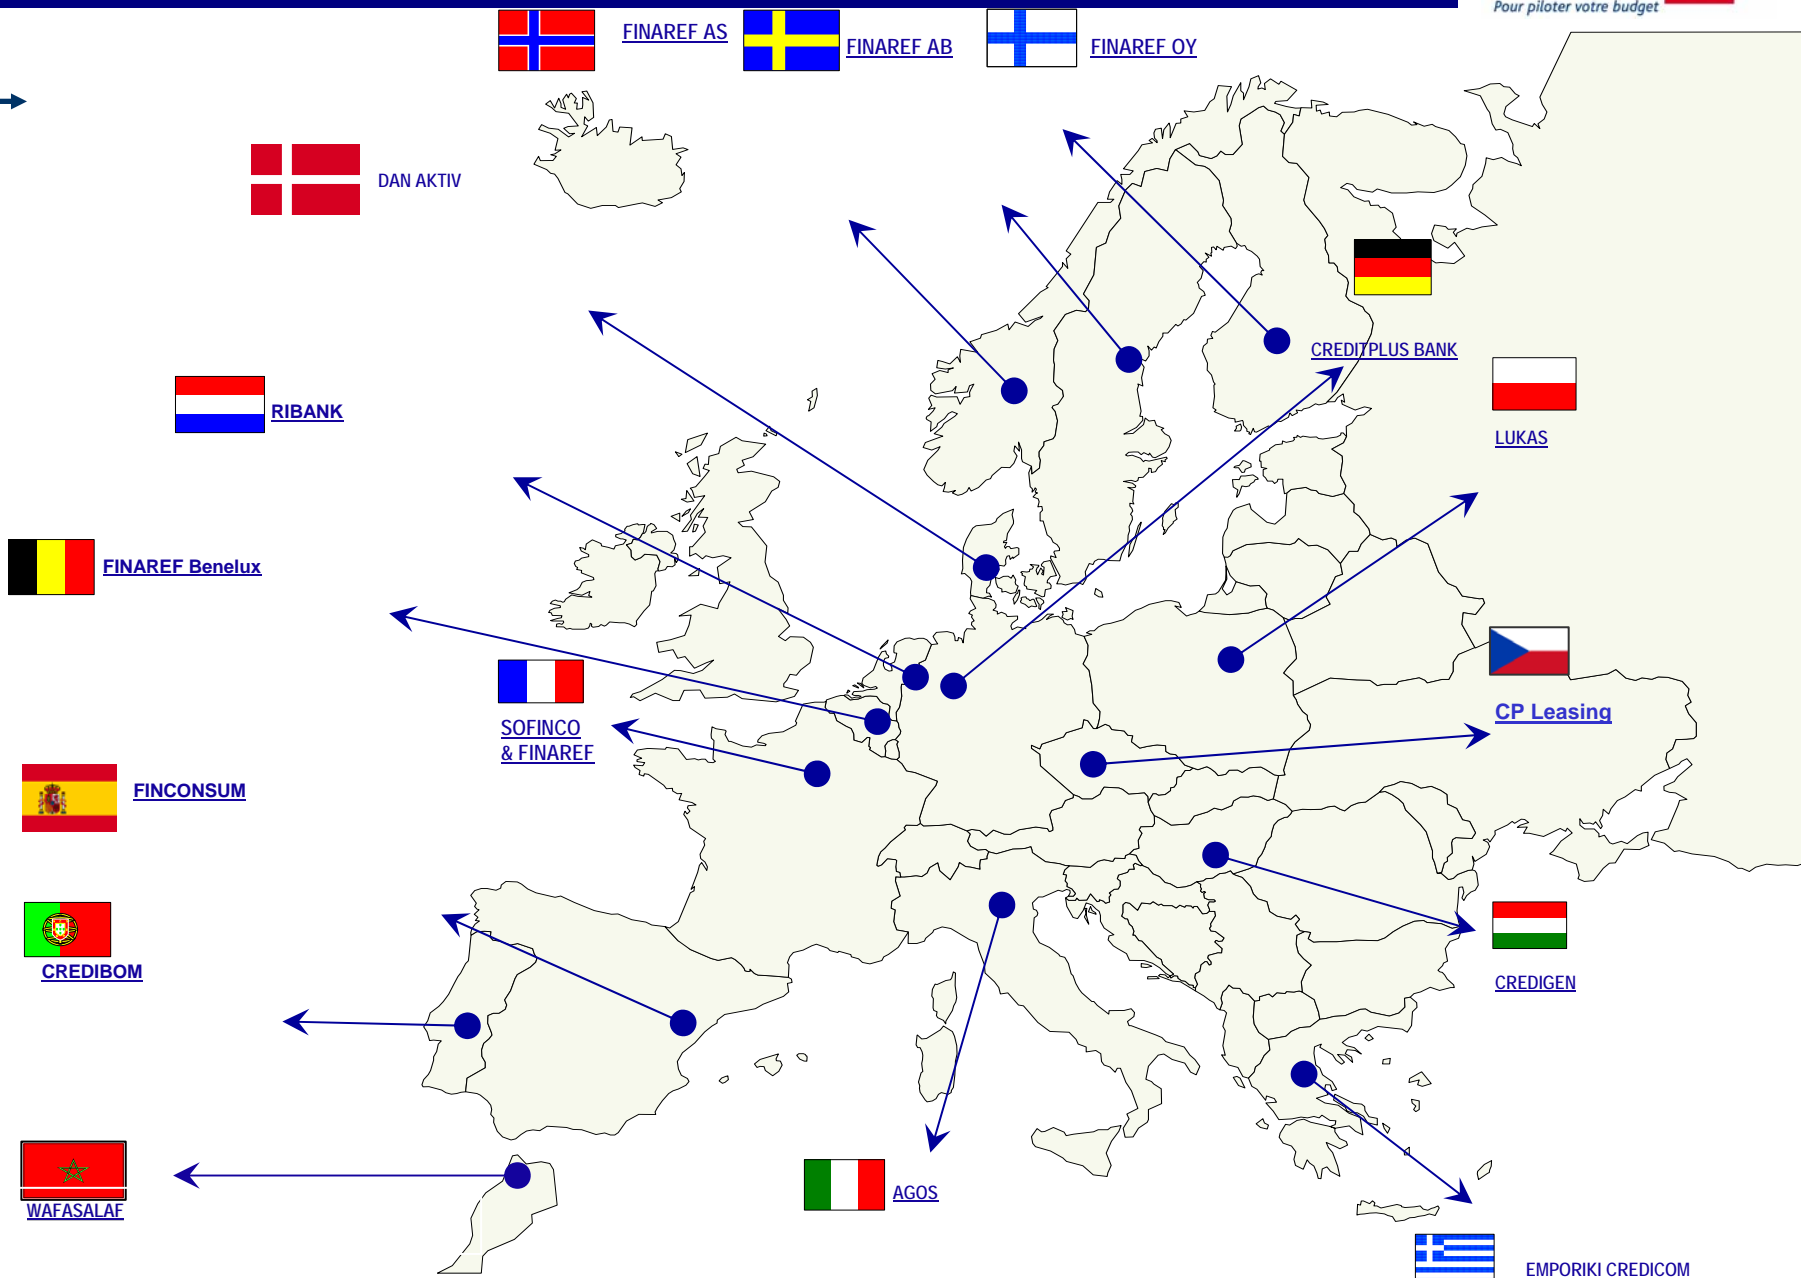 Pour piloter votre budget
FINAREF AS
FINAREF AB
FINAREF OY
DAN AKTIV
CREDITPLUS BANK
RIBANK
LUKAS
FINAREF Benelux
CP Leasing
SOFINCO
& FINAREF
FINCONSUM
CREDIBOM
CREDIGEN
AGOS
WAFASALAF
EMPORIKI CREDICOM